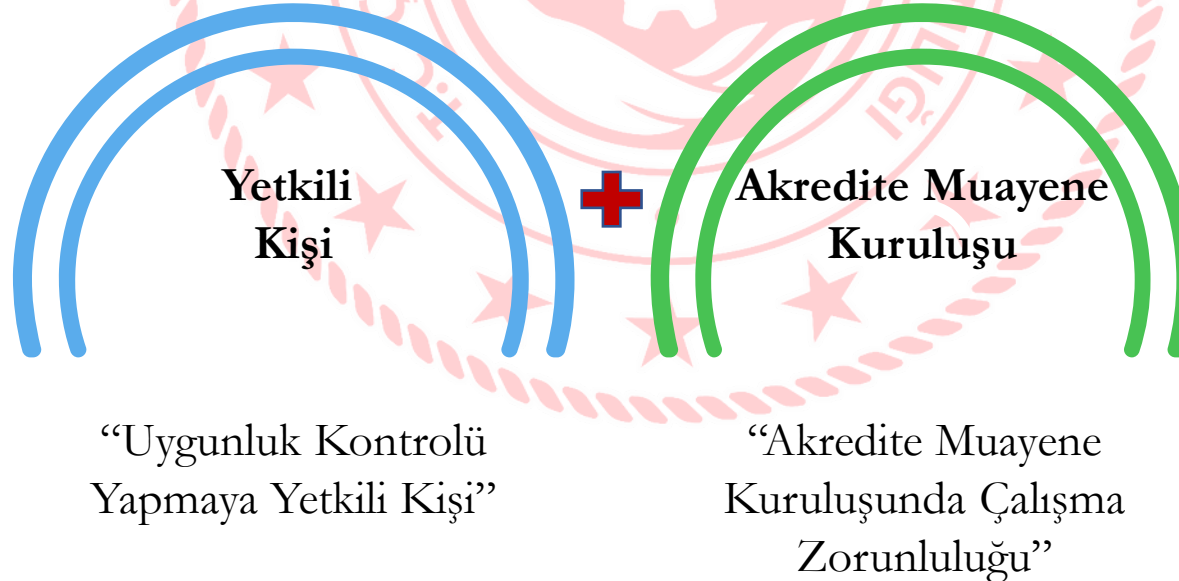 Yetkili
Kişi
Akredite Muayene
Kuruluşu
“Uygunluk Kontrolü
Yapmaya Yetkili Kişi”
“Akredite Muayene
Kuruluşunda Çalışma
Zorunluluğu”